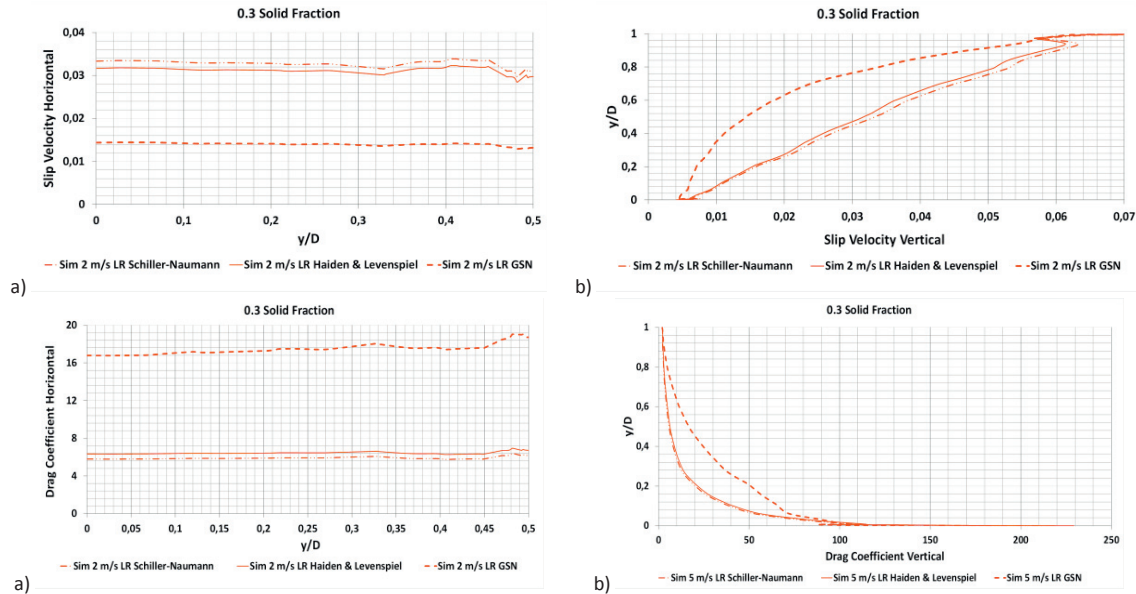 0.3 Solid Fraction
Slip Velocity Horizontal
0,04
0,03
0,01
0
0 0,1 0,2 0,3 0,4 0,5
y/D
Sim 2 m/s LR Schiller-Naumann Sim 2 m/s LR Haiden & Levenspiel Sim 2 m/s LR GSN
a)
0.3 Solid Fraction
y/D
1
0,8
0,6
0,4
0,2
0
0 0,01 0,02 0,03 0,04 0,05 0,06 0,07
Slip Velocity Vertical
Sim 2 m/s LR Schiller-Naumann Sim 2 m/s LR Haiden & Levenspiel Sim 2 m/s LR GSN
b)
0.3 Solid Fraction
Drag Coefficient Horizontal
20
16
12
8
4
0
0 0,05 0,1 0,15 0,2 0,25 0,3 0,35 0,4 0,45 0,5
y/D
Sim 2 m/s LR Schiller-Naumann Sim 2 m/s LR Haiden & Levenspiel Sim 2 m/s LR GSN
a)
0.3 Solid Fraction
y/D
1
0,8
0,6
0,4
0,2
0
0 50 100 150 200 250
Drag Coefficient Vertical
Sim 5 m/s LR Schiller-Naumann Sim 5 m/s LR Haiden & Levenspiel Sim 5 m/s LR GSN
b)